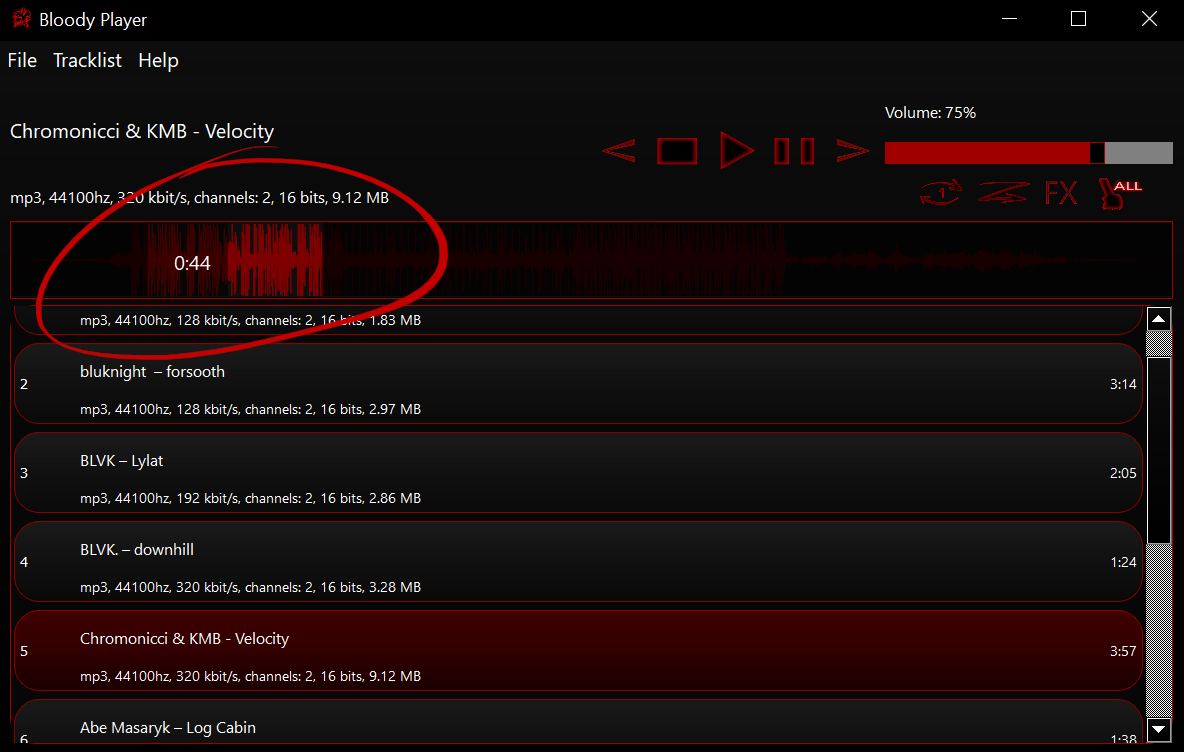 Bloody Player
File Tracklist Help
Volume: 75%
Chromonicci & KMB - Velocity
1 FX ALL
mp3, 44100hz, 320 kbit/s, channels: 2, 16 bits, 9.12 MB
0:44
mp3, 44100hz, 128 kbit/s, channels: 2, 16 bits, 1.83 MB
bluknight – forsooth
2 3:14
mp3, 44100hz, 128 kbit/s, channels: 2, 16 bits, 2.97 MB
BLVK – Lylat
3 2:05
mp3, 44100hz, 192 kbit/s, channels: 2, 16 bits, 2.86 MB
BLVK. – downhill
4 1:24
mp3, 44100hz, 320 kbit/s, channels: 2, 16 bits, 3.28 MB
Chromonicci & KMB - Velocity
5 3:57
mp3, 44100hz, 320 kbit/s, channels: 2, 16 bits, 9.12 MB
Abe Masaryk – Log Cabin
6 1:38